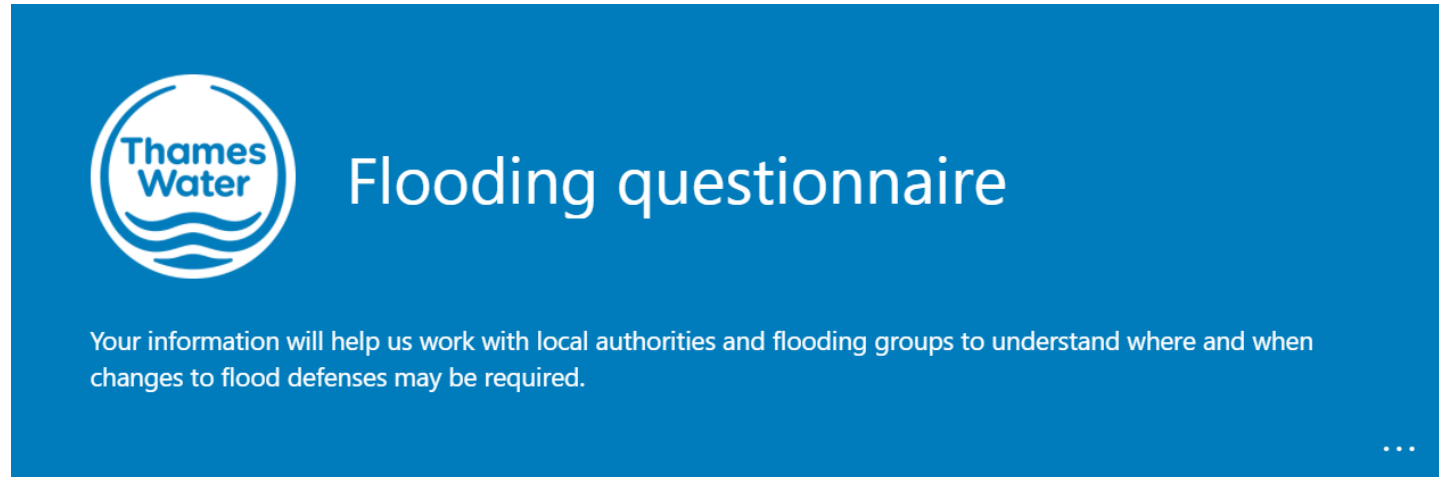 Thames
Water
Flooding questionnaire
Your information will help us work with local authorities and flooding groups to understand where and when
changes to flood defenses may be required.
...